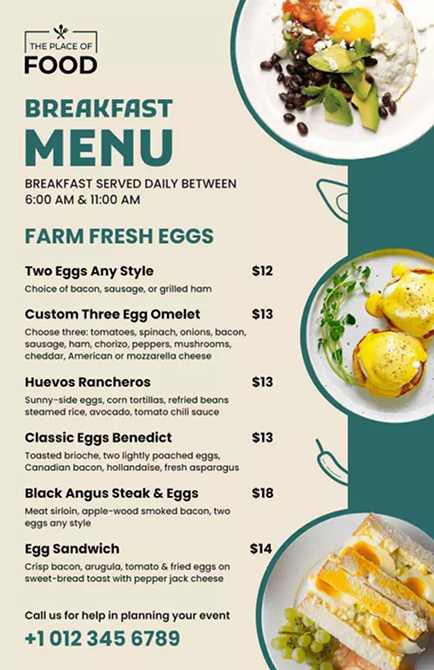 THE PLACE OF
FOOD
BREAKFAST
MENU
BREAKFAST SERVED DAILY BETWEEN
6:00 AM & 11:00 AM
FARM FRESH EGGS
Two Eggs Any Style $12
Choice of bacon, sausage, or grilled ham
Custom Three Egg Omelet $13
Choose three: tomatoes, spinach, onions, bacon,
sausage, ham, chorizo, peppers, mushrooms,
cheddar, American or mozzarella cheese
Huevos Rancheros $13
Sunny-side eggs, corn tortillas, refried beans
steamed rice, avocado, tomato chili sauce
Classic Eggs Benedict $13
Toasted brioche, two lightly poached eggs,
Canadian bacon, hollandaise, fresh asparagus
Black Angus Steak & Eggs $18
Meat sirloin, apple-wood smoked bacon, two
eggs any style
Egg Sandwich $14
Crisp bacon, arugula, tomato & fried eggs on
sweet-bread toast with pepper jack cheese
Call us for help in planning your event
+1 012 345 6789